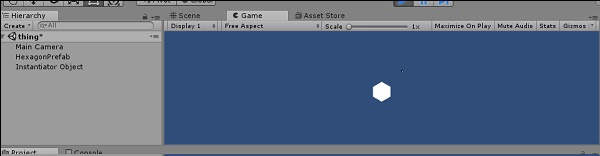 Hierarchy
Scene
Game
Asset Store
Create
All
Display 1
Free Aspect
Scale
1x
Maximize On Play
Mute Audio
Stats
Gizmos
thing*
Main Camera
HexagonPrefab
Instantiator Object
Project
Console